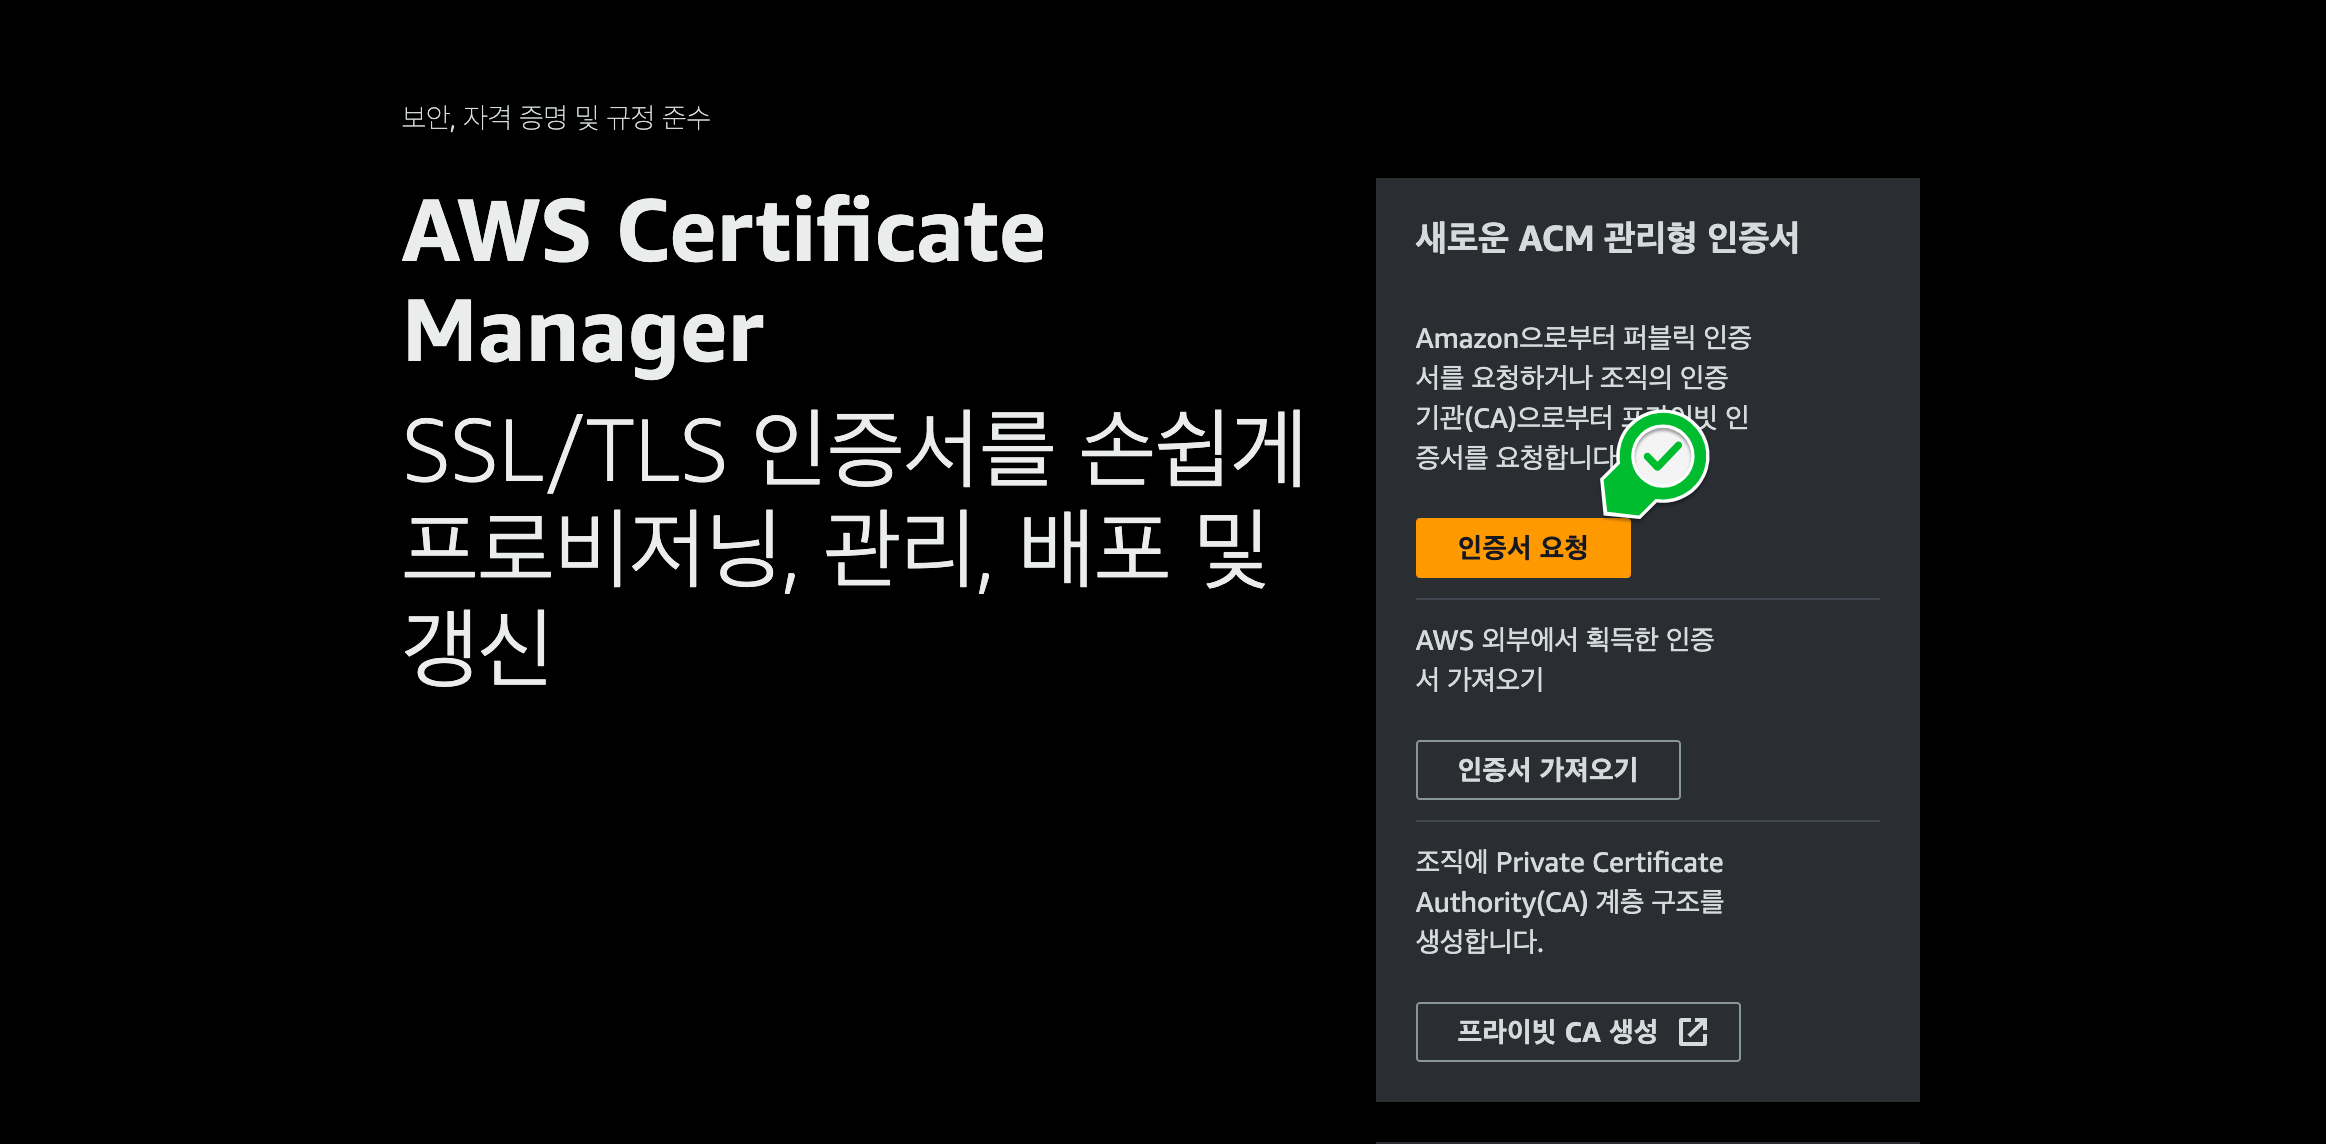 보안, 자격 증명 및 규정 준수
AWS Certificate
Manager
SSL/TLS 인증서를 손쉽게
프로비저닝, 관리, 배포 및
갱신
새로운 ACM 관리형 인증서
Amazon으로부터 퍼블릭 인증
서를 요청하거나 조직의 인증
기관(CA)으로부터 프라이빗 인
증서를 요청합니다
인증서 요청
AWS 외부에서 획득한 인증
서 가져오기
인증서 가져오기
조직에 Private Certificate
Authority(CA) 계층 구조를
생성합니다.
프라이빗 CA 생성